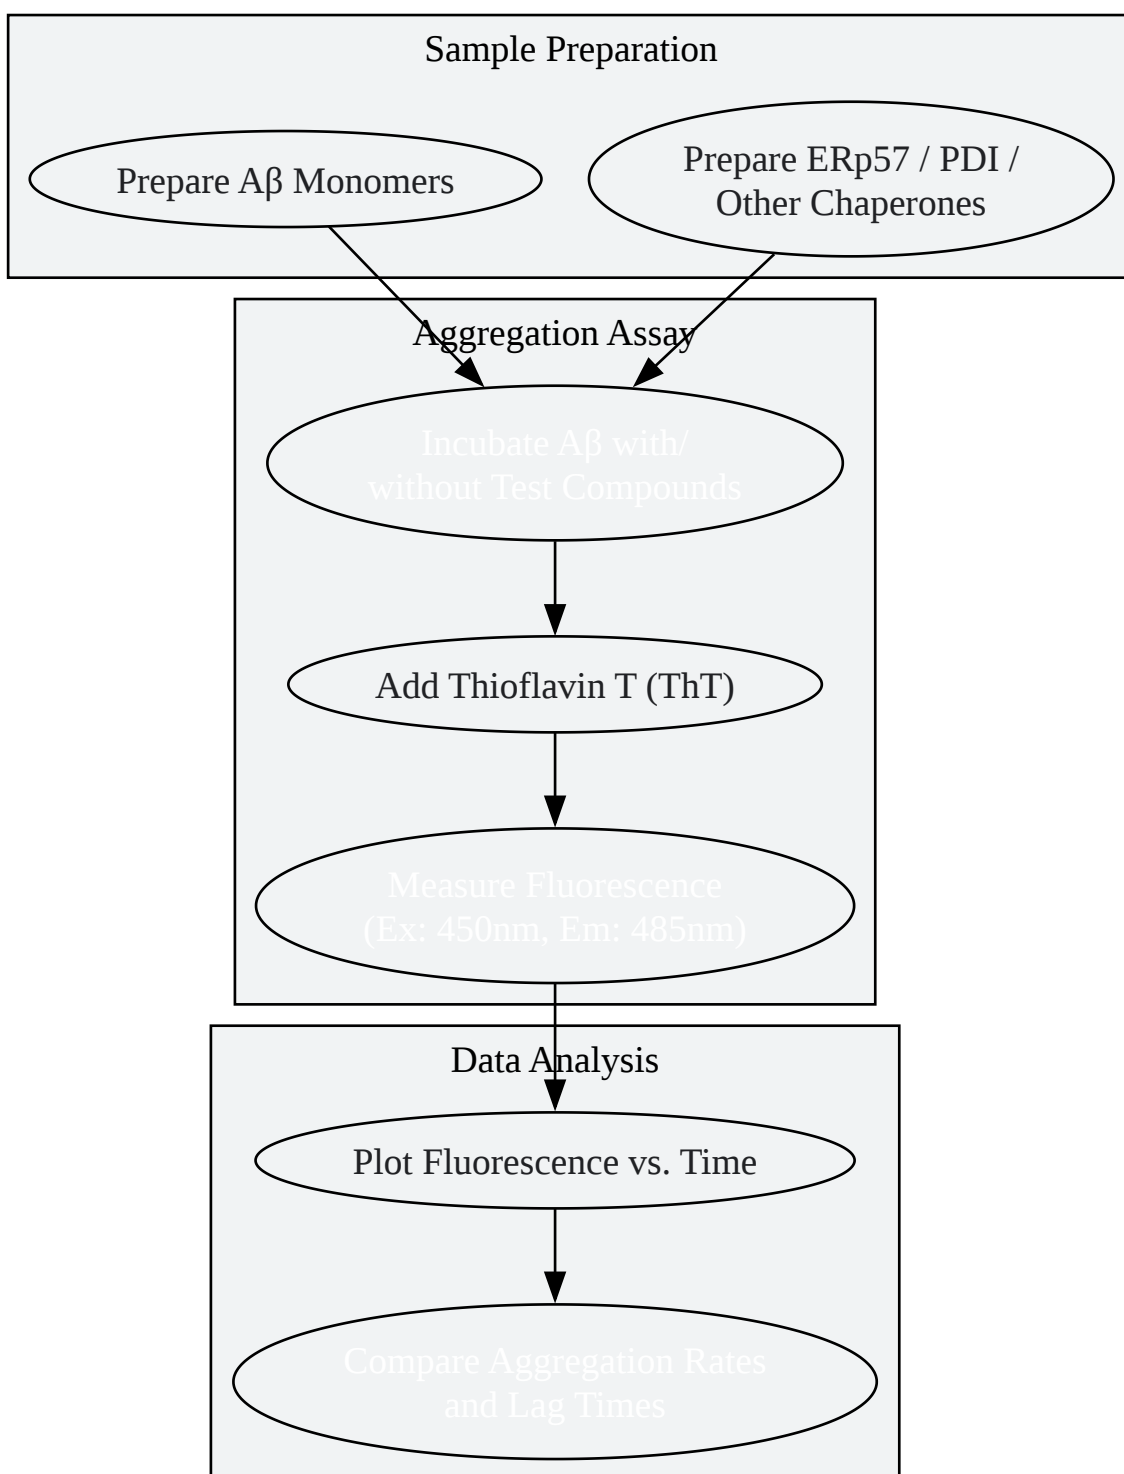 Sample Preparation
Prepare Aβ Monomers
Prepare ERp57 / PDI /
Other Chaperones
Aggregation Assay
Incubate Aβ with/
without Test Compounds
Add Thioflavin T (ThT)
Measure Fluorescence
(Ex: 450nm, Em: 485nm)
Data Analysis
Plot Fluorescence vs. Time
Compare Aggregation Rates
and Lag Times